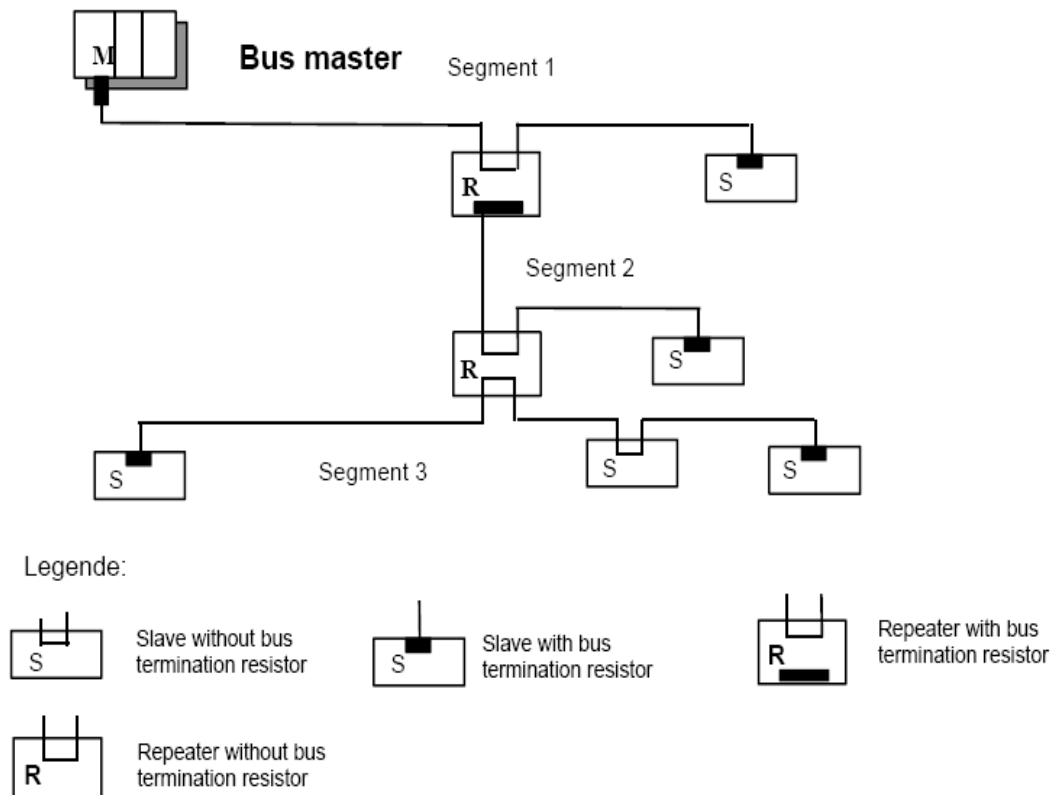 M
Bus master
Segment 1
R
S
Segment 2
R
S
S
Segment 3
S
S
Legende:
S
Slave without bus
termination resistor
S
Slave with bus
termination resistor
R
Repeater with bus
termination resistor
R
Repeater without bus
termination resistor